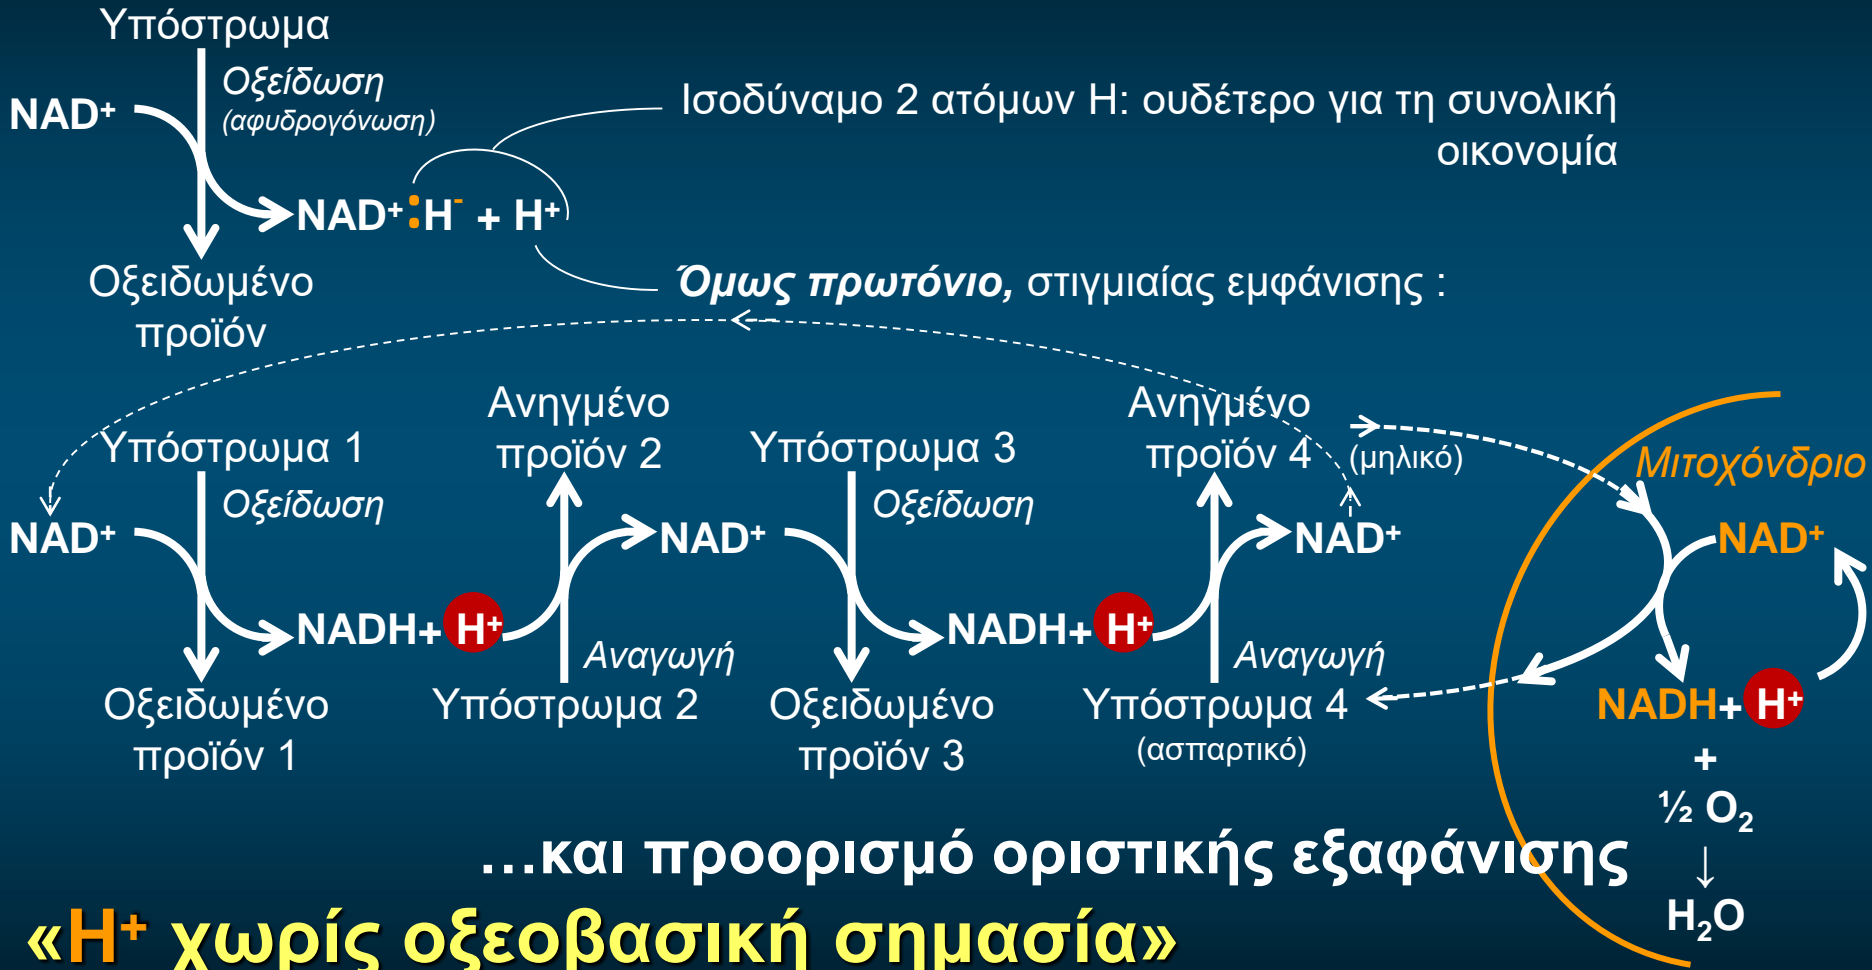 Υπόστρωμα
Οξείδωση
(αφυδρογόνωση)
NAD⁺
Ισοδύναμο 2 ατόμων Η: ουδέτερο για τη συνολική
οικονομία
NAD⁺:H⁻ + H⁺
Οξειδωμένο
προϊόν
Όμως πρωτόνιο, στιγμιαίας εμφάνισης :
Υπόστρωμα 1
Ανηγμένο
προϊόν 2
Υπόστρωμα 3
Ανηγμένο
προϊόν 4
(μηλικό)
Μιτοχόνδριο
Οξείδωση
Οξείδωση
NAD⁺
NAD⁺
NAD⁺
NAD⁺
NADH+ H⁺
NADH+ H⁺
Αναγωγή
Αναγωγή
Οξειδωμένο
προϊόν 1
Υπόστρωμα 2
Οξειδωμένο
προϊόν 3
Υπόστρωμα 4
(ασπαρτικό)
NADH+ H⁺
+
½ O₂
↓
H₂O
…και προορισμό οριστικής εξαφάνισης
«H⁺ χωρίς οξεοβασική σημασία»